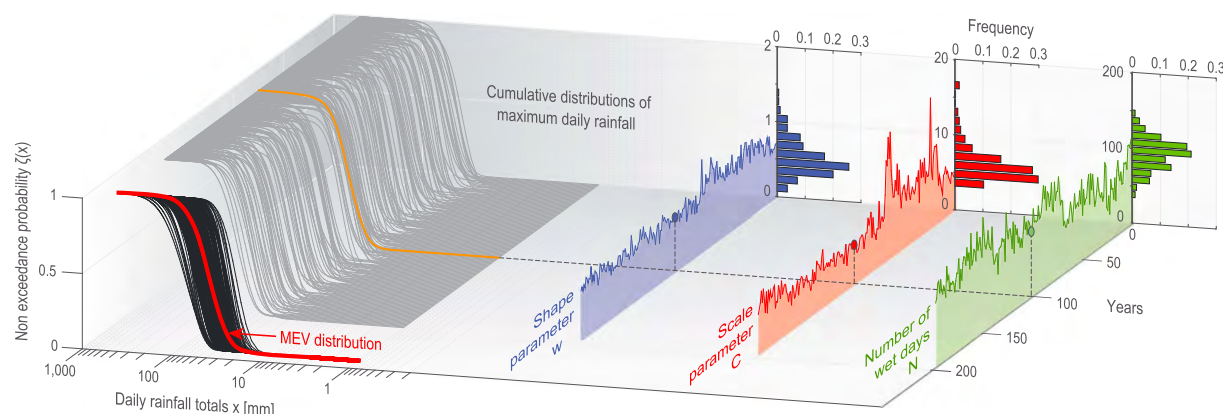 Frequency
0 0.1 0.2 0.3
0 0.1 0.2 0.3
0 0.1 0.2 0.3
2
1
0
20
10
0
200
100
0
0
Cumulative distributions of
maximum daily rainfall
Non exceedance probability ζ(x)
1
0.5
0
MEV distribution
1,000
100
10
1
Daily rainfall totals x [mm]
Shape
parameter
w
Scale
parameter
C
Number of
wet days
N
50
100
150
200
Years